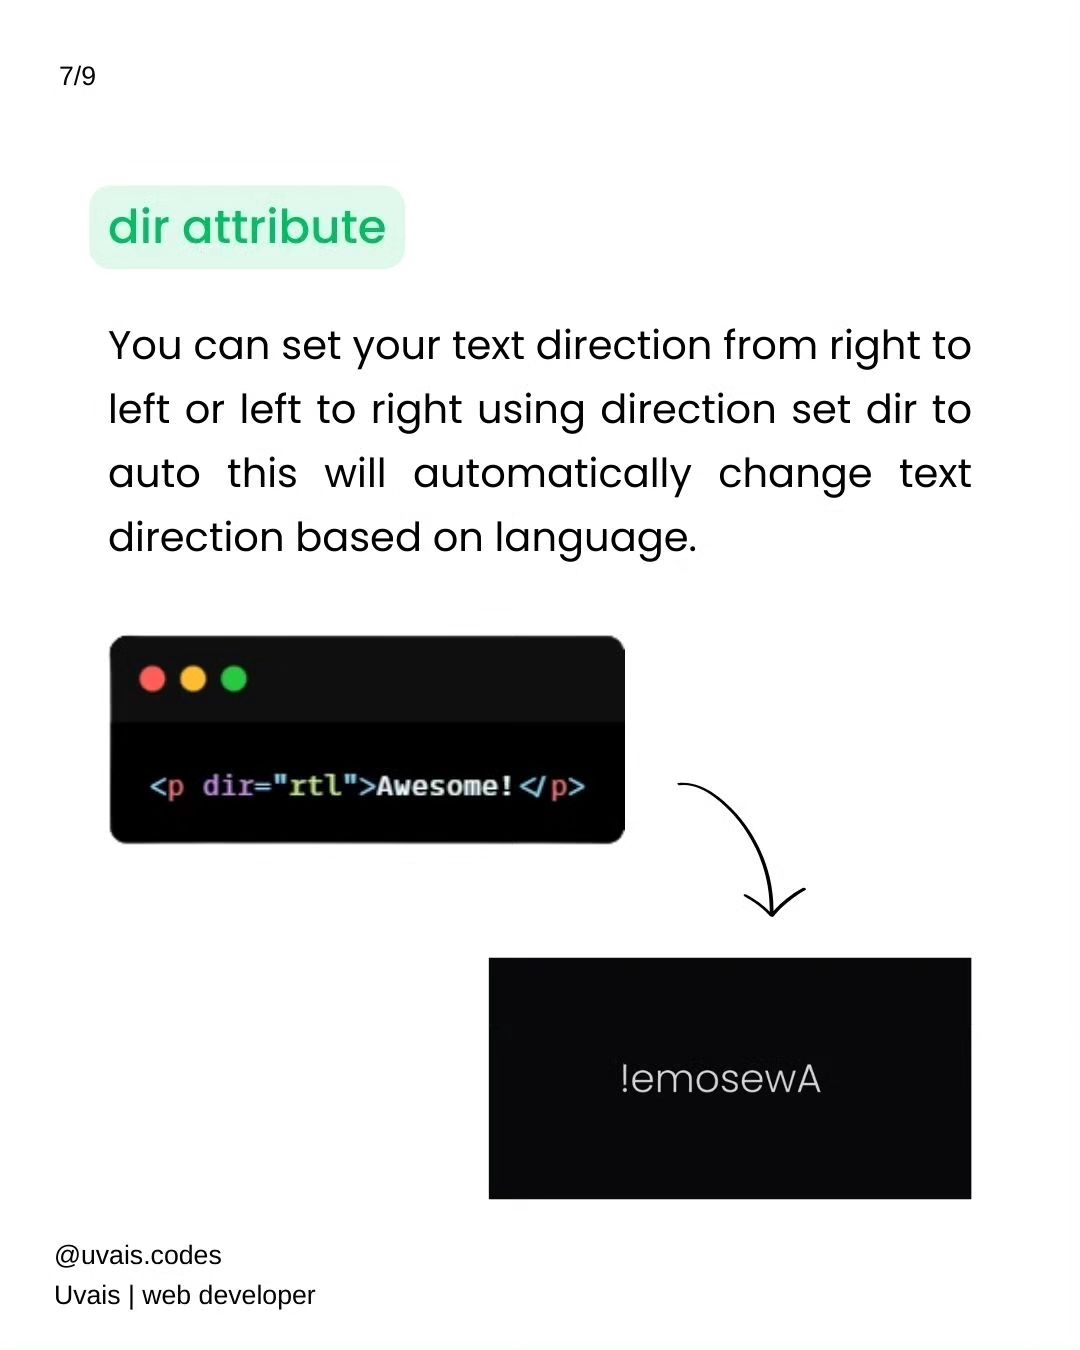 7/9
dir attribute
You can set your text direction from right to
left or left to right using direction set dir to
auto this will automatically change text
direction based on language.
<p dir="rtl">Awesome!</p>
!emosewA
@uvais.codes
Uvais | web developer